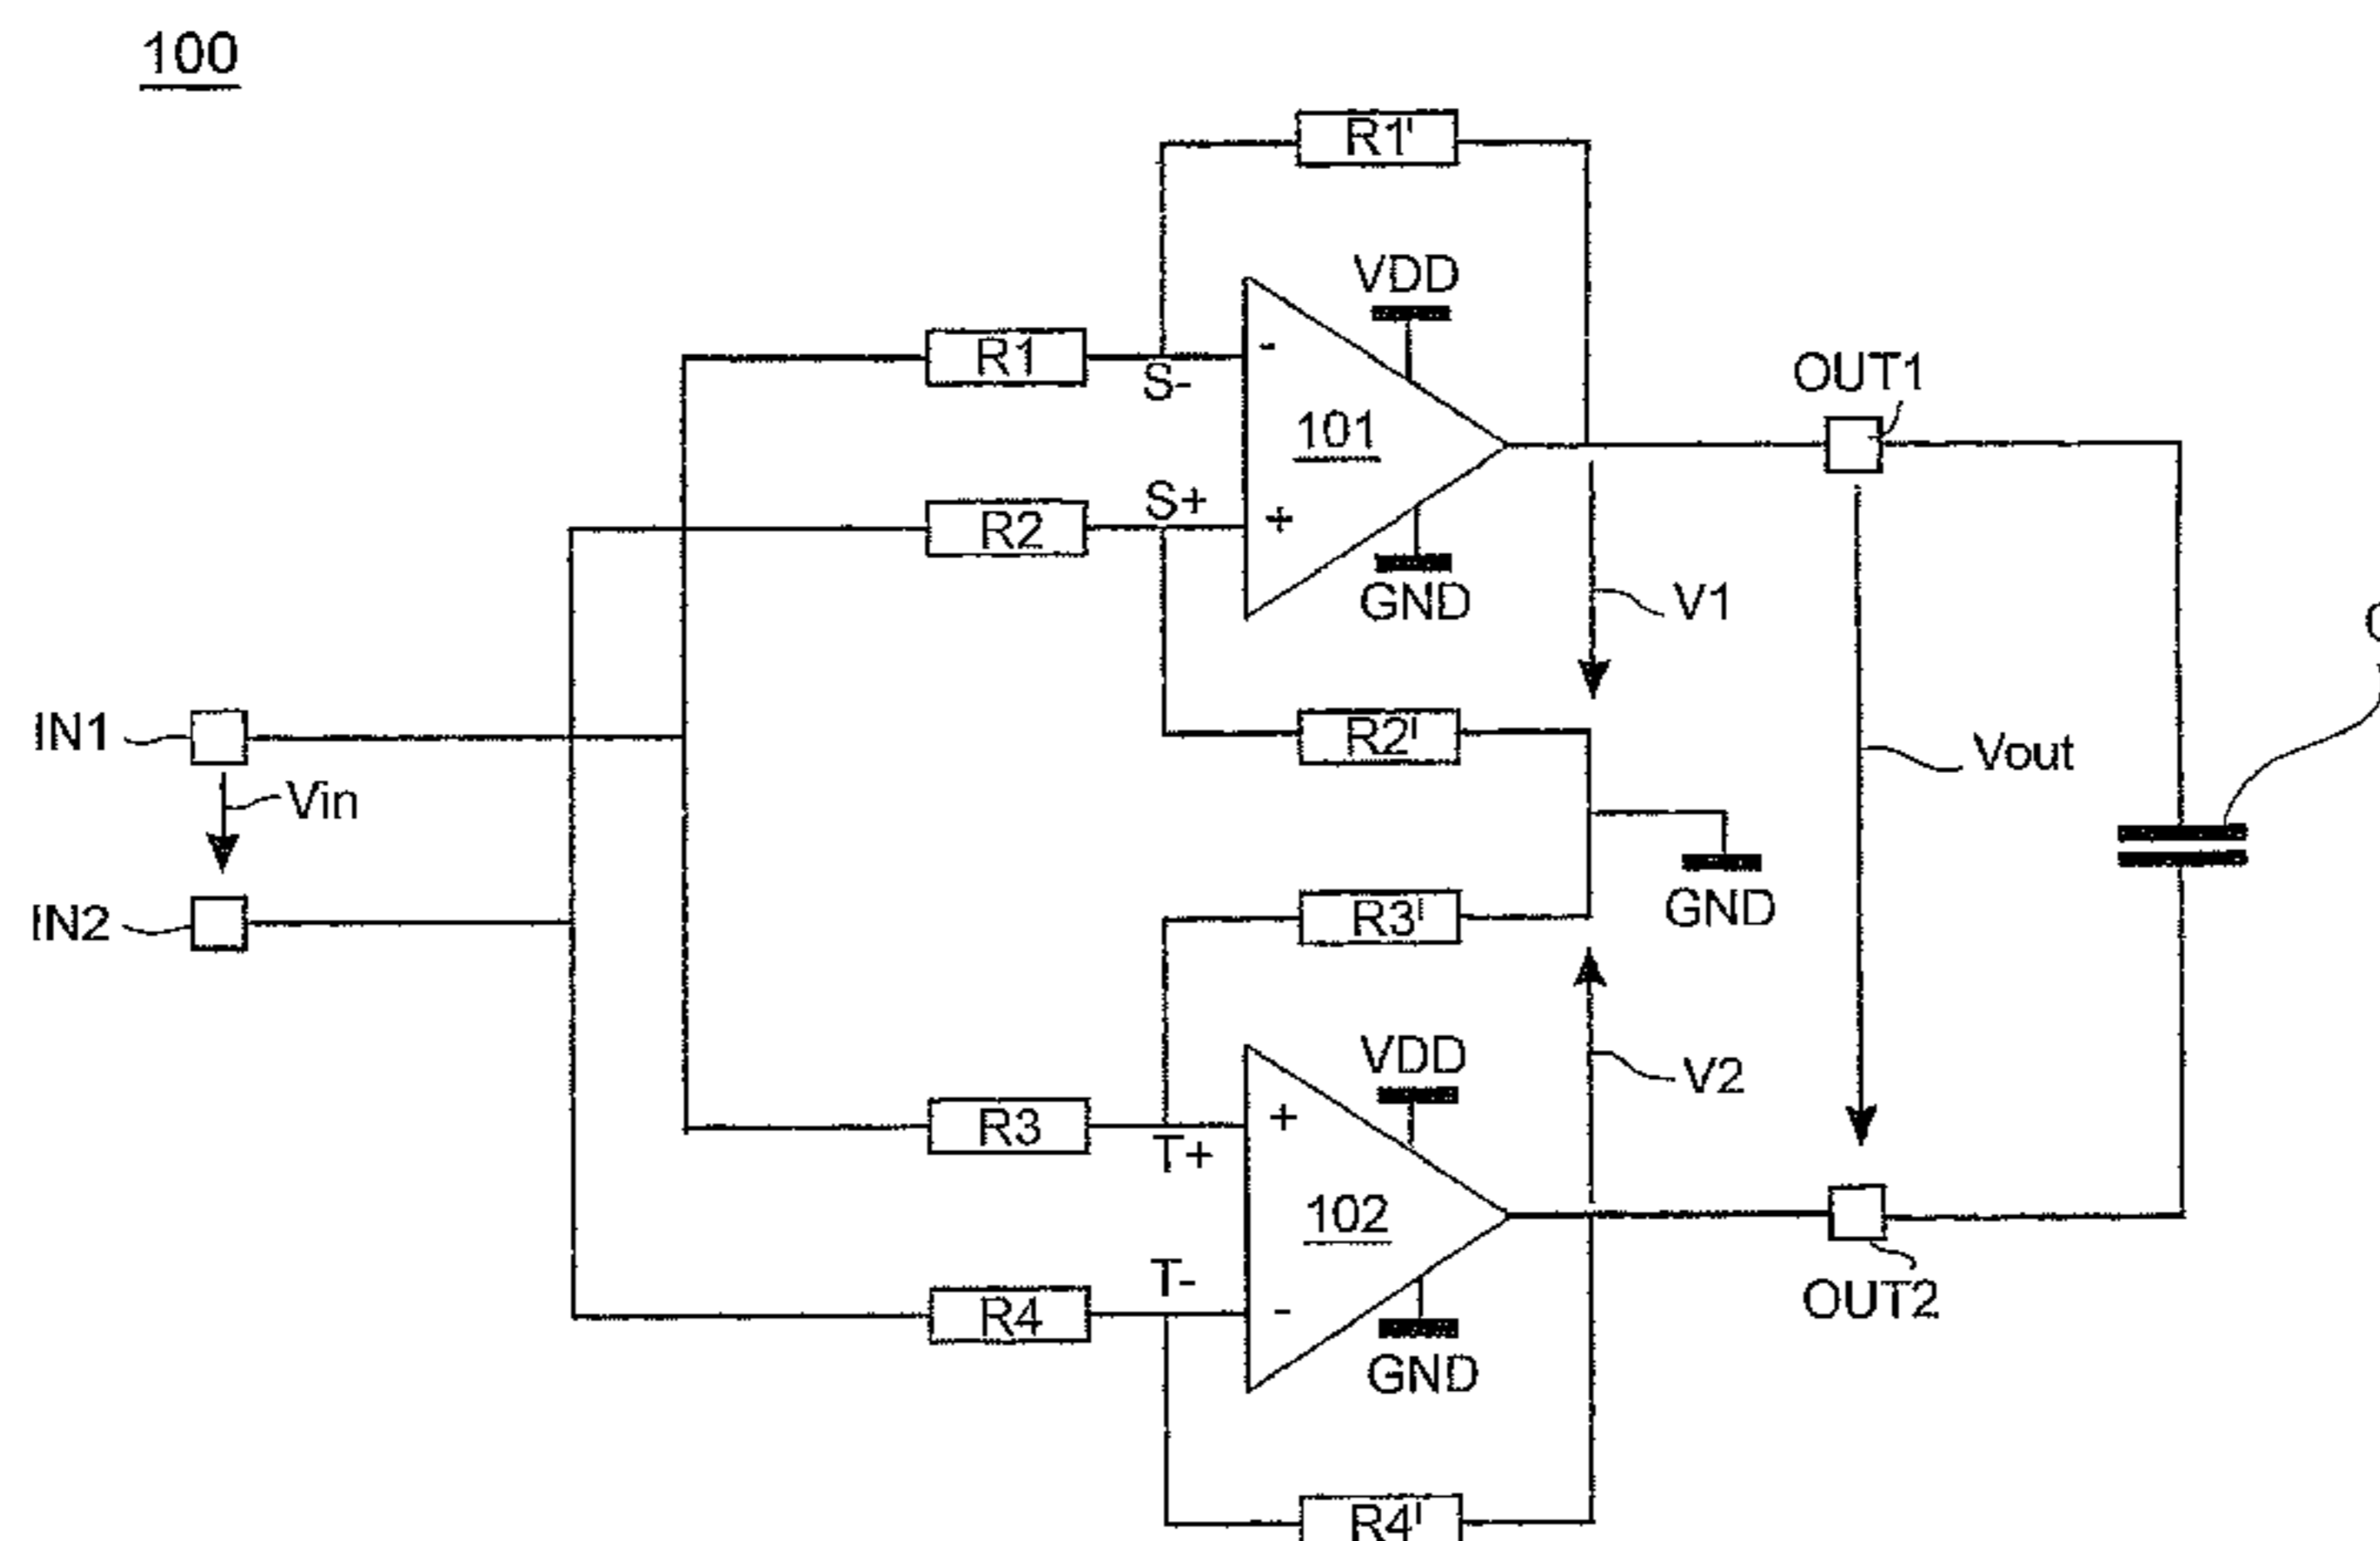 100
R1'
VDD
R1
S-
101
OUT1
R2
S+
GND
V1
IN1
R2'
Vout
Vin
IN2
R3'
GND
VDD
V2
R3
T+
102
T-
R4
OUT2
GND
R4'
- + + -